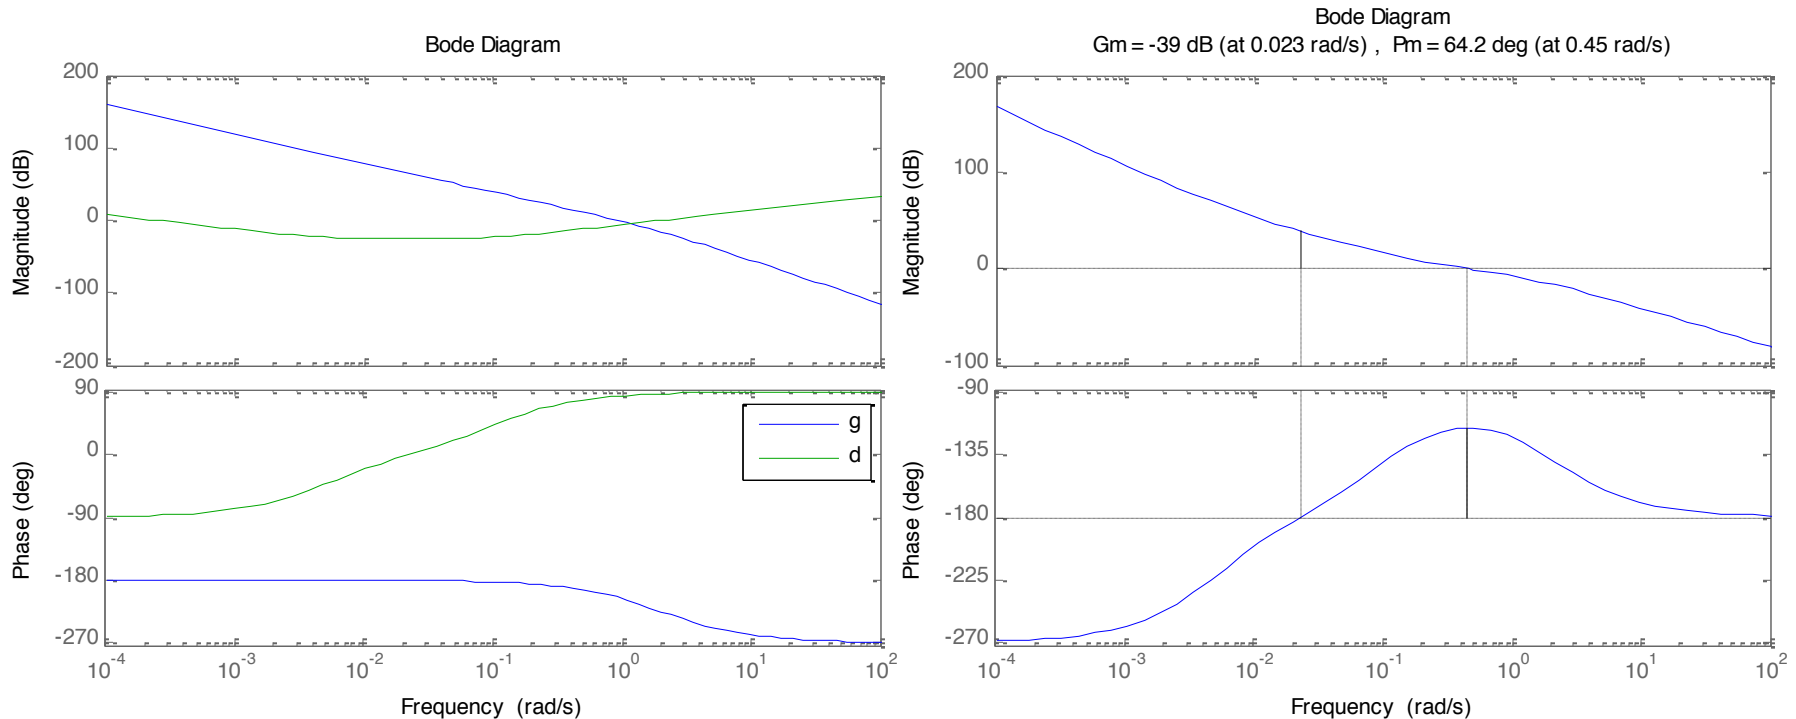 Bode Diagram
200
100
0
-100
-200
Magnitude (dB)
90
0
-90
-180
-270
Phase (deg)
g
d
10^-4 10^-3 10^-2 10^-1 10^0 10^1 10^2
Frequency (rad/s)
Bode Diagram
Gm = -39 dB (at 0.023 rad/s) , Pm = 64.2 deg (at 0.45 rad/s)
200
100
0
-100
Magnitude (dB)
-90
-135
-180
-225
-270
Phase (deg)
10^-4 10^-3 10^-2 10^-1 10^0 10^1 10^2
Frequency (rad/s)